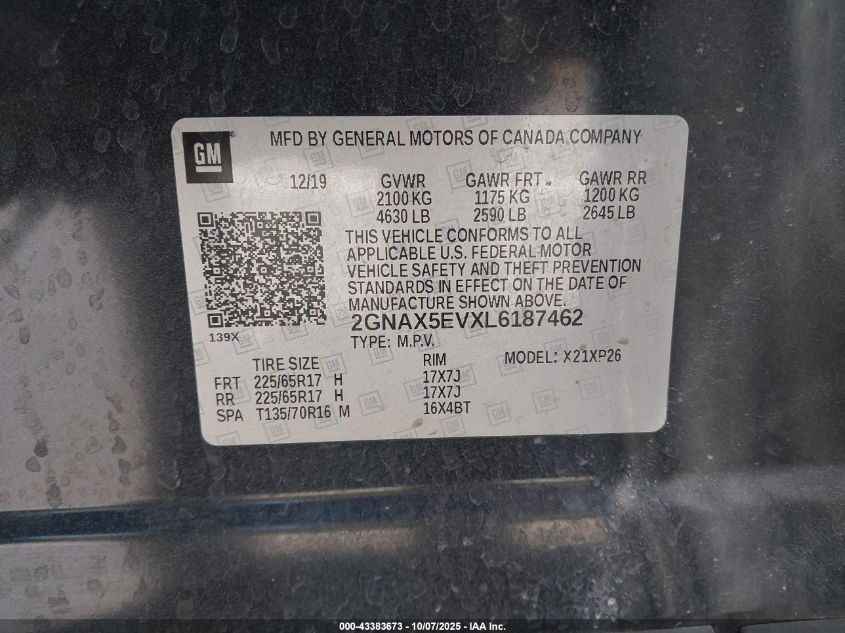 GM®
MFD BY GENERAL MOTORS OF CANADA COMPANY
12/19 GVWR GAWR FRT GAWR RR
2100 KG 1175 KG 1200 KG
4630 LB 2590 LB 2645 LB
THIS VEHICLE CONFORMS TO ALL
APPLICABLE U.S. FEDERAL MOTOR
VEHICLE SAFETY AND THEFT PREVENTION
STANDARDS IN EFFECT ON THE DATE OF
MANUFACTURE SHOWN ABOVE.
2GNAX5EVXL6187462
139X
TYPE: M.P.V.
TIRE SIZE RIM MODEL: X21XP26
FRT 225/65R17 H 17X7J
RR 225/65R17 H 17X7J
SPA T135/70R16 M 16X4BT
000-43383673 - 10/07/2025 - IAA Inc.